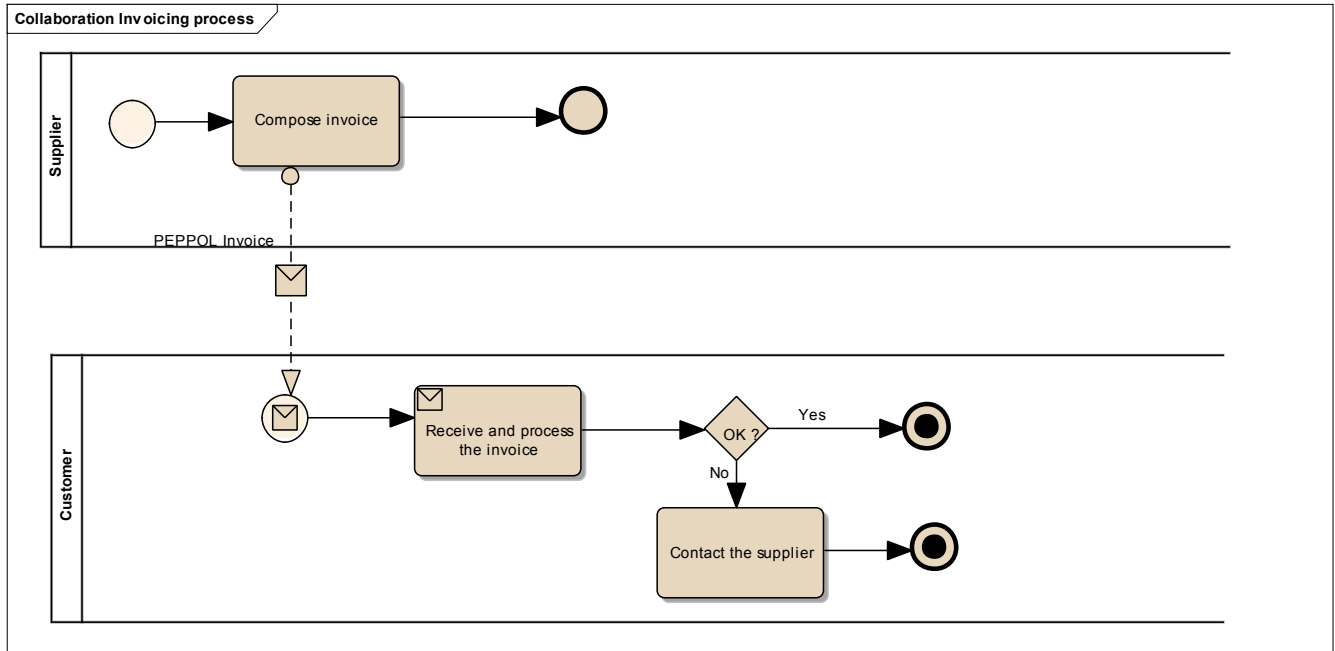 Collaboration Invoicing process
Supplier
Compose invoice
PEPPOL Invoice
Customer
Receive and process
the invoice
OK ?
Yes
No
Contact the supplier